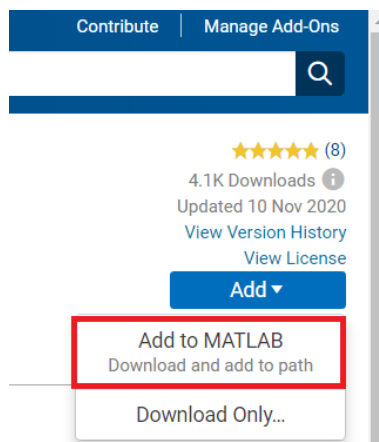 Contribute Manage Add-Ons
(8)
4.1K Downloads
Updated 10 Nov 2020
View Version History
View License
Add
Add to MATLAB
Download and add to path
Download Only...